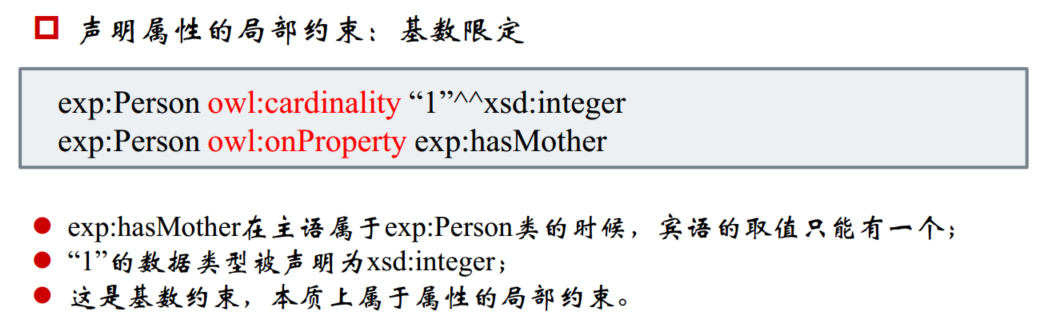 声明属性的局部约束：基数限定
exp:Person owl:cardinality “1”^^xsd:integer
exp:Person owl:onProperty exp:hasMother
exp:hasMother在主语属于exp:Person类的时候，宾语的取值只能有一个；
“1”的数据类型被声明为xsd:integer；
这是基数约束，本质上属于属性的局部约束。